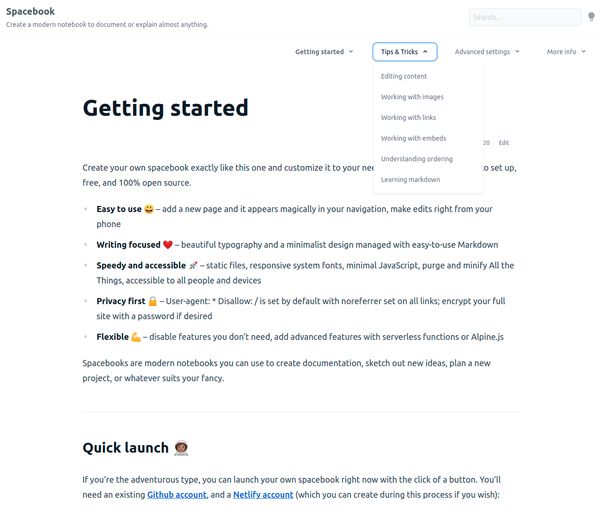 Spacebook
Create a modern notebook to document or explain almost anything.
Search...
Getting started
Tips & Tricks
Advanced settings
More info
Editing content
Working with images
Working with links
Working with embeds
Understanding ordering
Learning markdown
Getting started
20 Edit
Create your own spacebook exactly like this one and customize it to your nee to set up,
free, and 100% open source.
Easy to use 😃 – add a new page and it appears magically in your navigation, make edits right from your
phone
Writing focused ❤️ – beautiful typography and a minimalist design managed with easy-to-use Markdown
Speedy and accessible 🚀 – static files, responsive system fonts, minimal JavaScript, purge and minify All the
Things, accessible to all people and devices
Privacy first 🔒 – User-agent: * Disallow: / is set by default with noreferrer set on all links; encrypt your full
site with a password if desired
Flexible 💪 – disable features you don't need, add advanced features with serverless functions or Alpine.js
Spacebooks are modern notebooks you can use to create documentation, sketch out new ideas, plan a new
project, or whatever suits your fancy.
Quick launch 👩🏽‍🚀
If you're the adventurous type, you can launch your own spacebook right now with the click of a button. You'll
need an existing Github account, and a Netlify account (which you can create during this process if you wish):